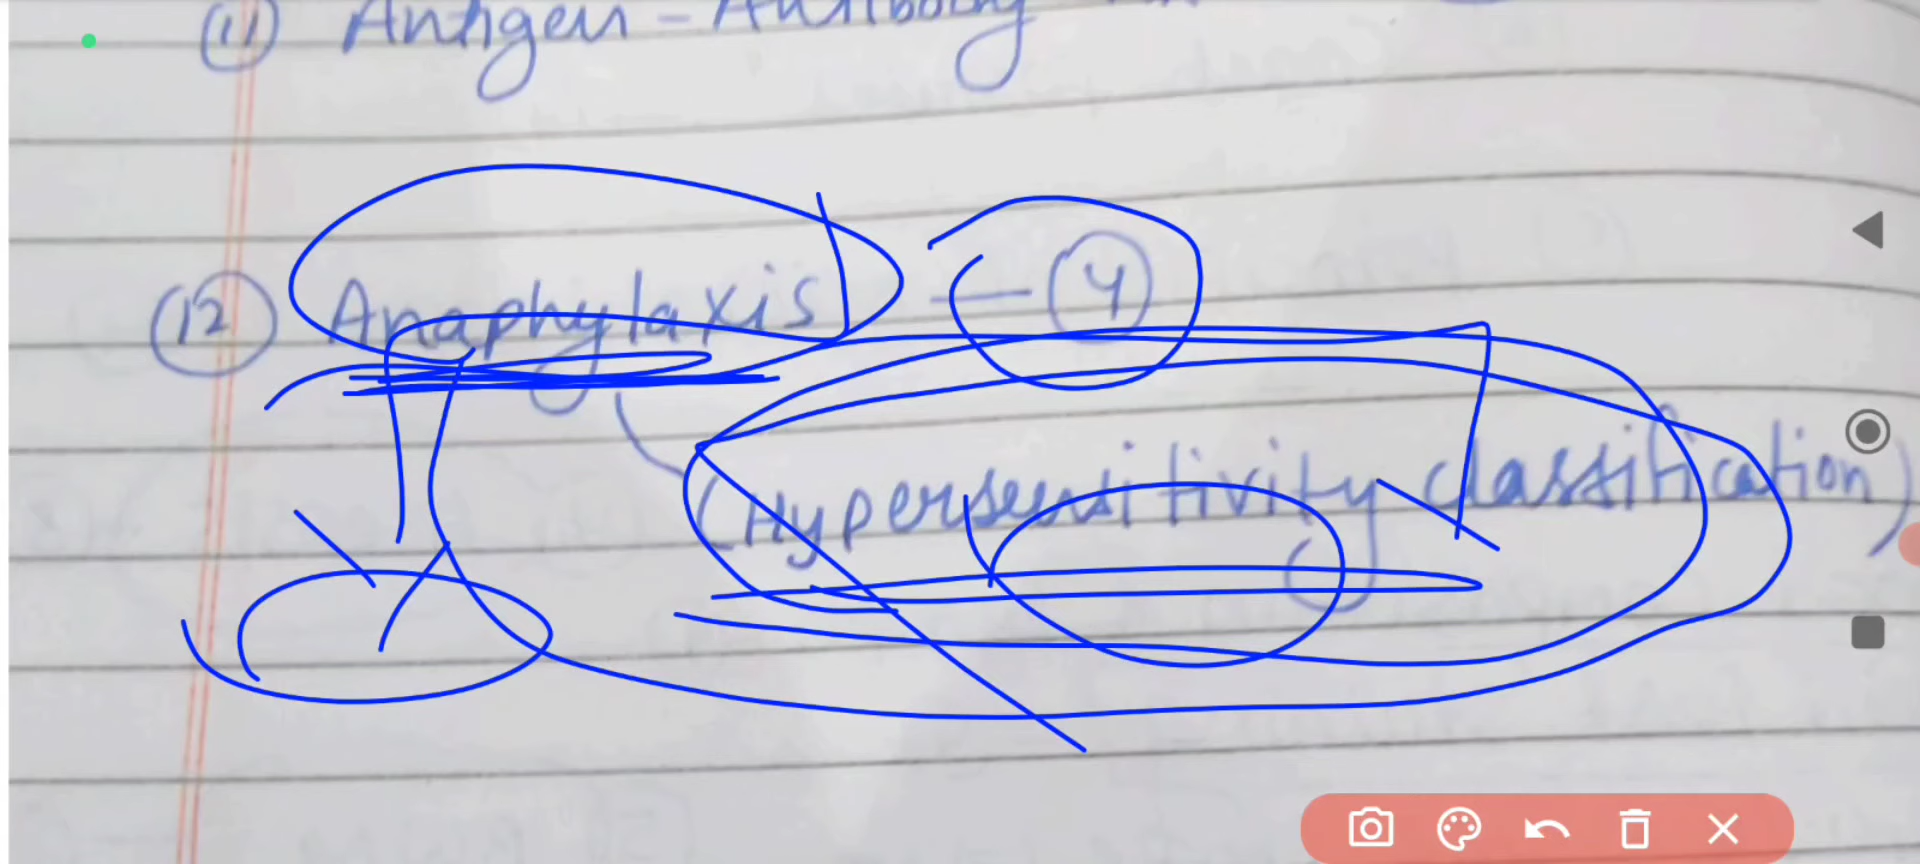 (11) Antigen - Antibody
(12) Anaphylaxis — (4)
(Hypersensitivity classification)